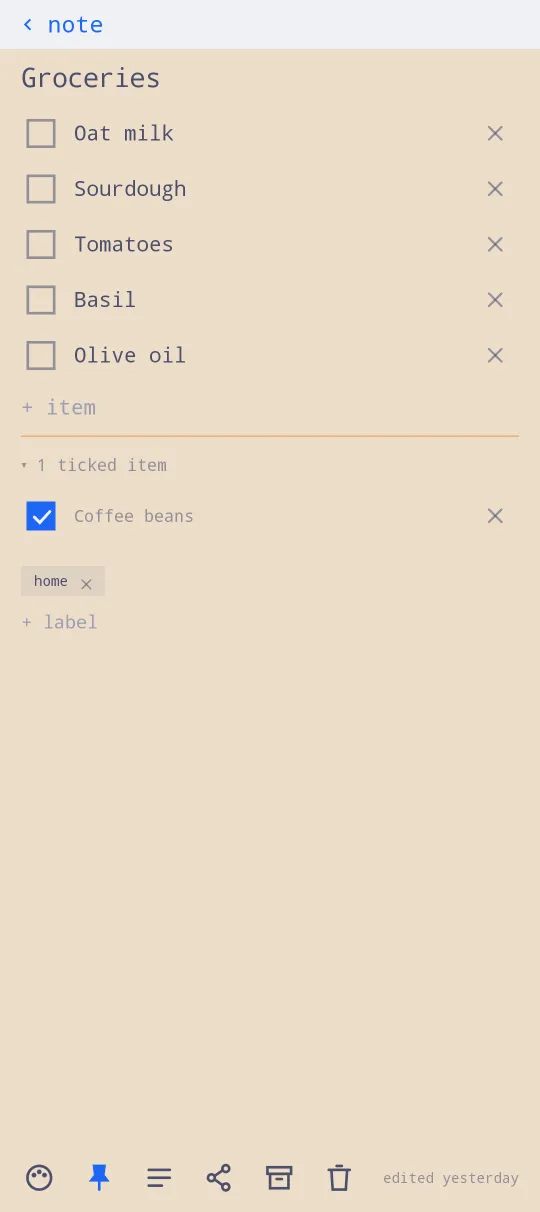 note
Groceries
Oat milk
Sourdough
Tomatoes
Basil
Olive oil
+ item
1 ticked item
Coffee beans
home
+ label
edited yesterday